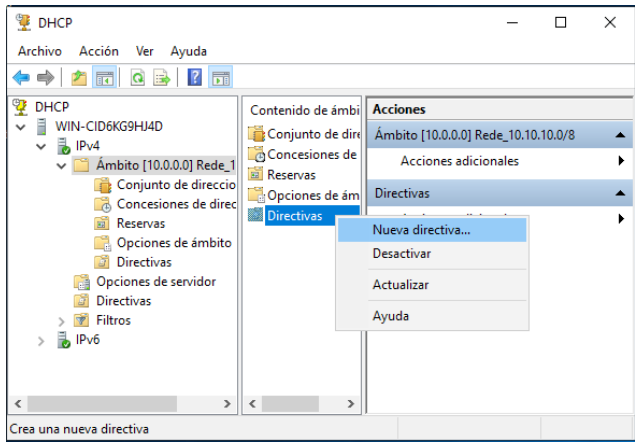 DHCP
Archivo Acción Ver Ayuda
DHCP
WIN-CID6KG9HJ4D
IPv4
Ámbito [10.0.0.0] Rede_1
Conjunto de direccio
Concesiones de direc
Reservas
Opciones de ámbito
Directivas
Opciones de servidor
Directivas
Filtros
IPv6
Contenido de ámbi
Conjunto de dire
Concesiones de
Reservas
Opciones de ám
Directivas
Acciones
Ámbito [10.0.0.0] Rede_10.10.10.0/8
Acciones adicionales
Directivas
Nueva directiva...
Desactivar
Actualizar
Ayuda
Crea una nueva directiva